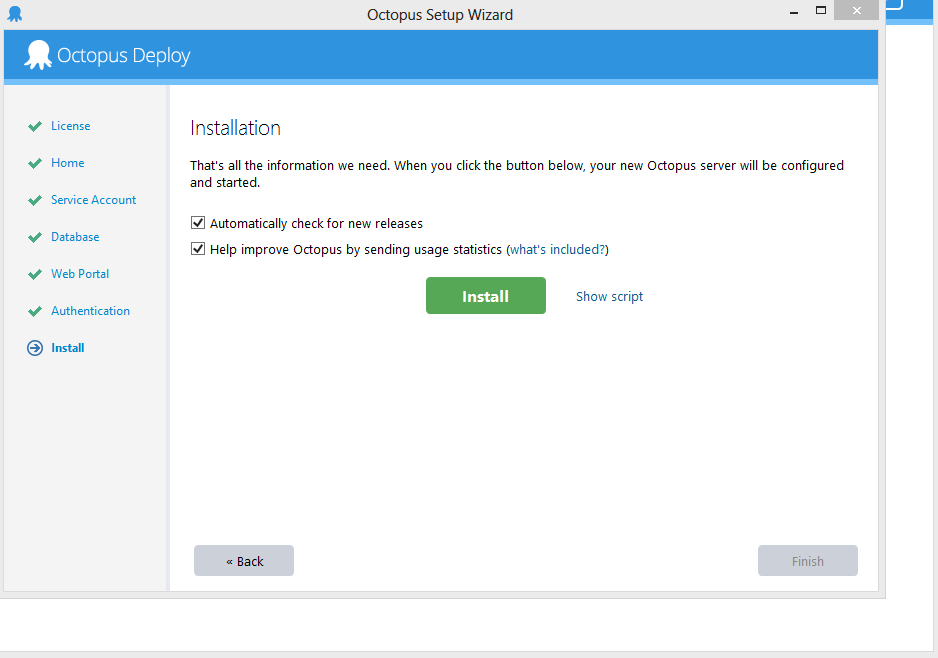 Octopus Setup Wizard
Octopus Deploy
License
Home
Service Account
Database
Web Portal
Authentication
Install
Installation
That's all the information we need. When you click the button below, your new Octopus server will be configured
and started.
Automatically check for new releases
Help improve Octopus by sending usage statistics (what's included?)
Install
Show script
« Back
Finish